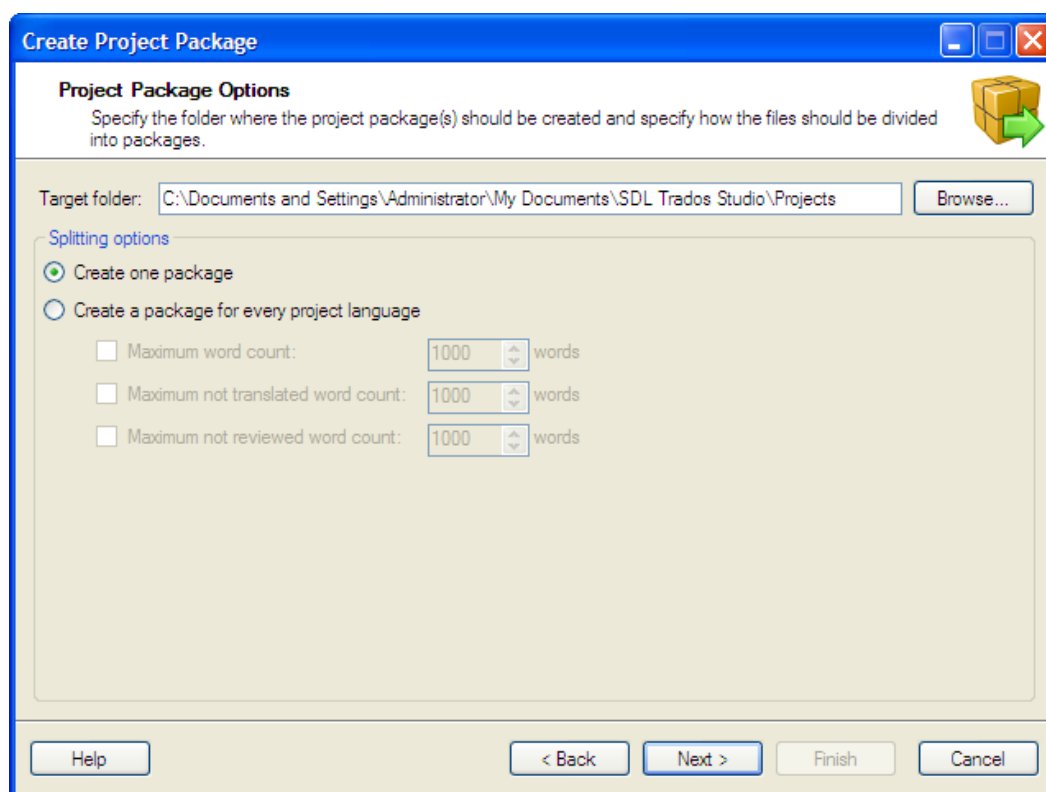 Create Project Package
Project Package Options
Specify the folder where the project package(s) should be created and specify how the files should be divided
into packages.
Target folder: C:\Documents and Settings\Administrator\My Documents\SDL Trados Studio\Projects Browse...
Splitting options
Create one package
Create a package for every project language
Maximum word count: 1000 words
Maximum not translated word count: 1000 words
Maximum not reviewed word count: 1000 words
Help < Back Next > Finish Cancel